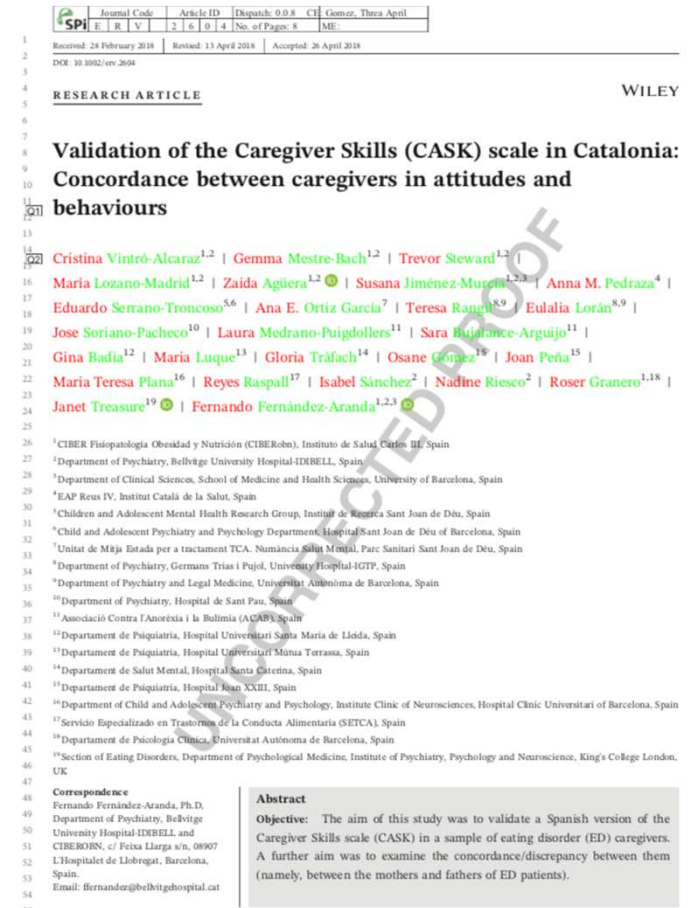 SPi
Journal Code
Article ID
Dispatch: 0.0.8
CE: Gomez, Threa April
E R V
2 6 0 4
No. of Pages: 8
ME:
Received: 28 February 2018
Revised: 13 April 2018
Accepted: 26 April 2018
DOI: 10.1002/erv.2604
RESEARCH ARTICLE
WILEY
Validation of the Caregiver Skills (CASK) scale in Catalonia:
Concordance between caregivers in attitudes and
Q1 behaviours
Q2 Cristina Vintró-Alcaraz1,2 | Gemma Mestre-Bach1,2 | Trevor Steward1,2 |
María Lozano-Madrid1,2 | Zaida Agüera1,2 | Susana Jiménez-Murcia1,2,3 | Anna M. Pedraza4 |
Eduardo Serrano-Troncoso5,6 | Ana E. Ortiz García7 | Teresa Rangil8,9 | Eulalia Lorán8,9 |
Jose Soriano-Pacheco10 | Laura Medrano-Puigdollers11 | Sara Bujalance-Arguijo11 |
Gina Badia12 | Maria Luque13 | Gloria Tráfach14 | Osane Gómez15 | Joan Peña15 |
Maria Teresa Plana16 | Reyes Raspall17 | Isabel Sánchez2 | Nadine Riesco2 | Roser Granero1,18 |
Janet Treasure19 | Fernando Fernández-Aranda1,2,3
1CIBER Fisiopatología Obesidad y Nutrición (CIBERobn), Instituto de Salud Carlos III, Spain
2Department of Psychiatry, Bellvitge University Hospital-IDIBELL, Spain
3Department of Clinical Sciences, School of Medicine and Health Sciences, University of Barcelona, Spain
4EAP Reus IV, Institut Català de la Salut, Spain
5Children and Adolescent Mental Health Research Group, Institut de Recerca Sant Joan de Déu, Spain
6Child and Adolescent Psychiatry and Psychology Department, Hospital Sant Joan de Déu of Barcelona, Spain
7Unitat de Mitja Estada per a tractament TCA. Numància Salut Mental, Parc Sanitari Sant Joan de Déu, Spain
8Department of Psychiatry, Germans Trias i Pujol, University Hospital-IGTP, Spain
9Department of Psychiatry and Legal Medicine, Universitat Autònoma de Barcelona, Spain
10Department of Psychiatry, Hospital de Sant Pau, Spain
11Associació Contra l'Anorèxia i la Bulímia (ACAB), Spain
12Departament de Psiquiatria, Hospital Universitari Santa Maria de Lleida, Spain
13Departament de Psiquiatria, Hospital Universitari Mútua Terrassa, Spain
14Departament de Salut Mental, Hospital Santa Caterina, Spain
15Departament de Psiquiatria, Hospital Joan XXIII, Spain
16Department of Child and Adolescent Psychiatry and Psychology, Institute Clinic of Neurosciences, Hospital Clínic Universitari of Barcelona, Spain
17Servicio Especializado en Trastornos de la Conducta Alimentaria (SETCA), Spain
18Departament de Psicologia Clínica, Universitat Autònoma de Barcelona, Spain
19Section of Eating Disorders, Department of Psychological Medicine, Institute of Psychiatry, Psychology and Neuroscience, King's College London,
UK
Correspondence
Fernando Fernández-Aranda, Ph.D,
Department of Psychiatry, Bellvitge
University Hospital-IDIBELL and
CIBEROBN, c/ Feixa Llarga s/n, 08907
L'Hospitalet de Llobregat, Barcelona,
Spain.
Email: ffernandez@bellvitgehospital.cat
Abstract
Objective: The aim of this study was to validate a Spanish version of the
Caregiver Skills scale (CASK) in a sample of eating disorder (ED) caregivers.
A further aim was to examine the concordance/discrepancy between them
(namely, between the mothers and fathers of ED patients).
UNCORRECTED PROOF